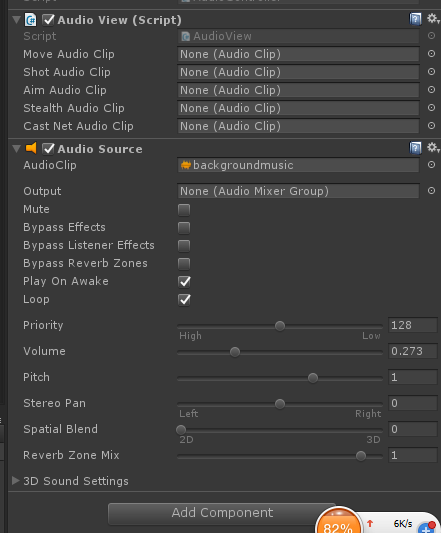 Audio View (Script)
Script AudioView
Move Audio Clip None (Audio Clip)
Shot Audio Clip None (Audio Clip)
Aim Audio Clip None (Audio Clip)
Stealth Audio Clip None (Audio Clip)
Cast Net Audio Clip None (Audio Clip)
Audio Source
AudioClip backgroundmusic
Output None (Audio Mixer Group)
Mute
Bypass Effects
Bypass Listener Effects
Bypass Reverb Zones
Play On Awake
Loop
Priority 128
High Low
Volume 0.273
Pitch 1
Stereo Pan 0
Left Right
Spatial Blend 0
2D 3D
Reverb Zone Mix 1
3D Sound Settings
Add Component
82% 6K/s